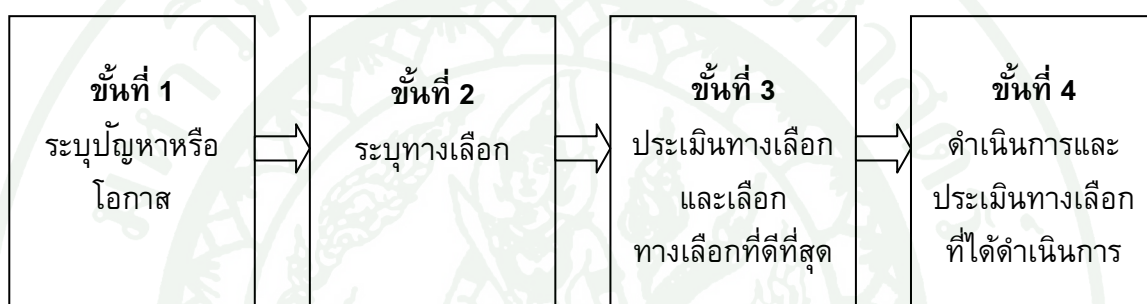 ขั้นที่ 1
ระบุปัญหาหรือ
โอกาส
ขั้นที่ 2
ระบุทางเลือก
ขั้นที่ 3
ประเมินทางเลือก
และเลือก
ทางเลือกที่ดีที่สุด
ขั้นที่ 4
ดำเนินการและ
ประเมินทางเลือก
ที่ได้ดำเนินการ